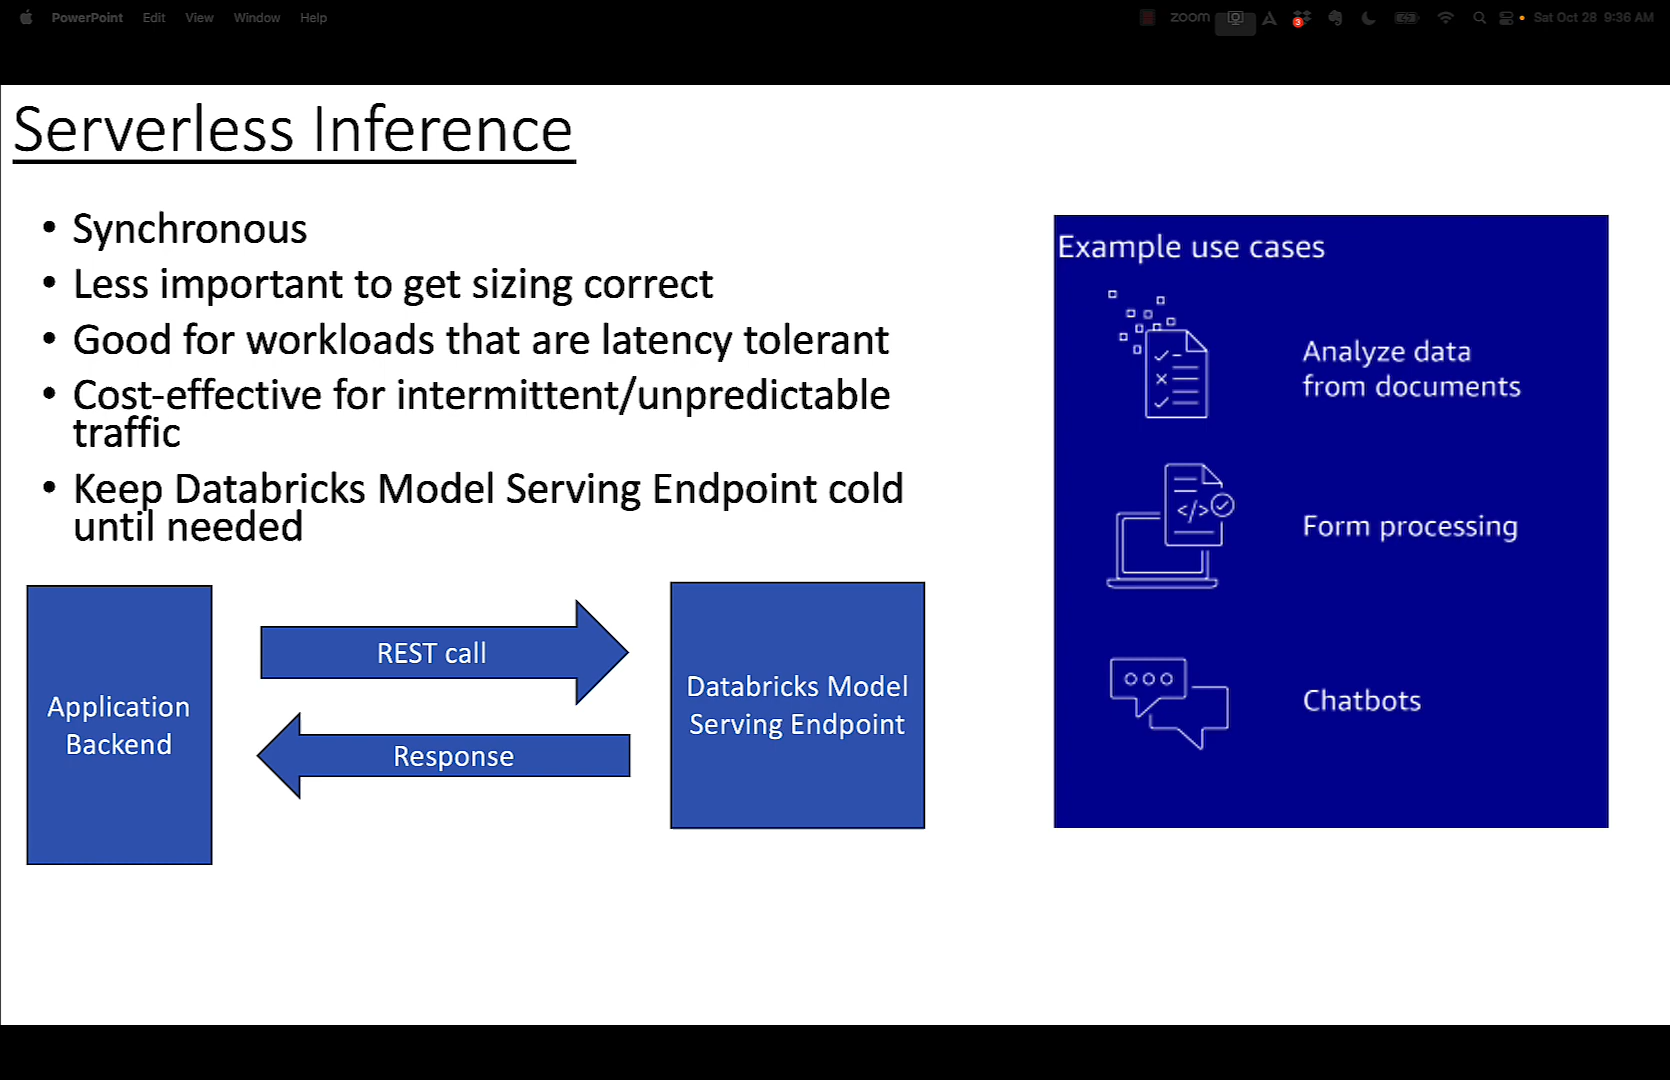 PowerPoint Edit View Window Help
zoom
3
Sat Oct 28 9:36 AM
Serverless Inference
• Synchronous
• Less important to get sizing correct
• Good for workloads that are latency tolerant
• Cost-effective for intermittent/unpredictable
traffic
• Keep Databricks Model Serving Endpoint cold
until needed
Application
Backend
REST call
Response
Databricks Model
Serving Endpoint
Example use cases
Analyze data
from documents
</>
Form processing
Chatbots